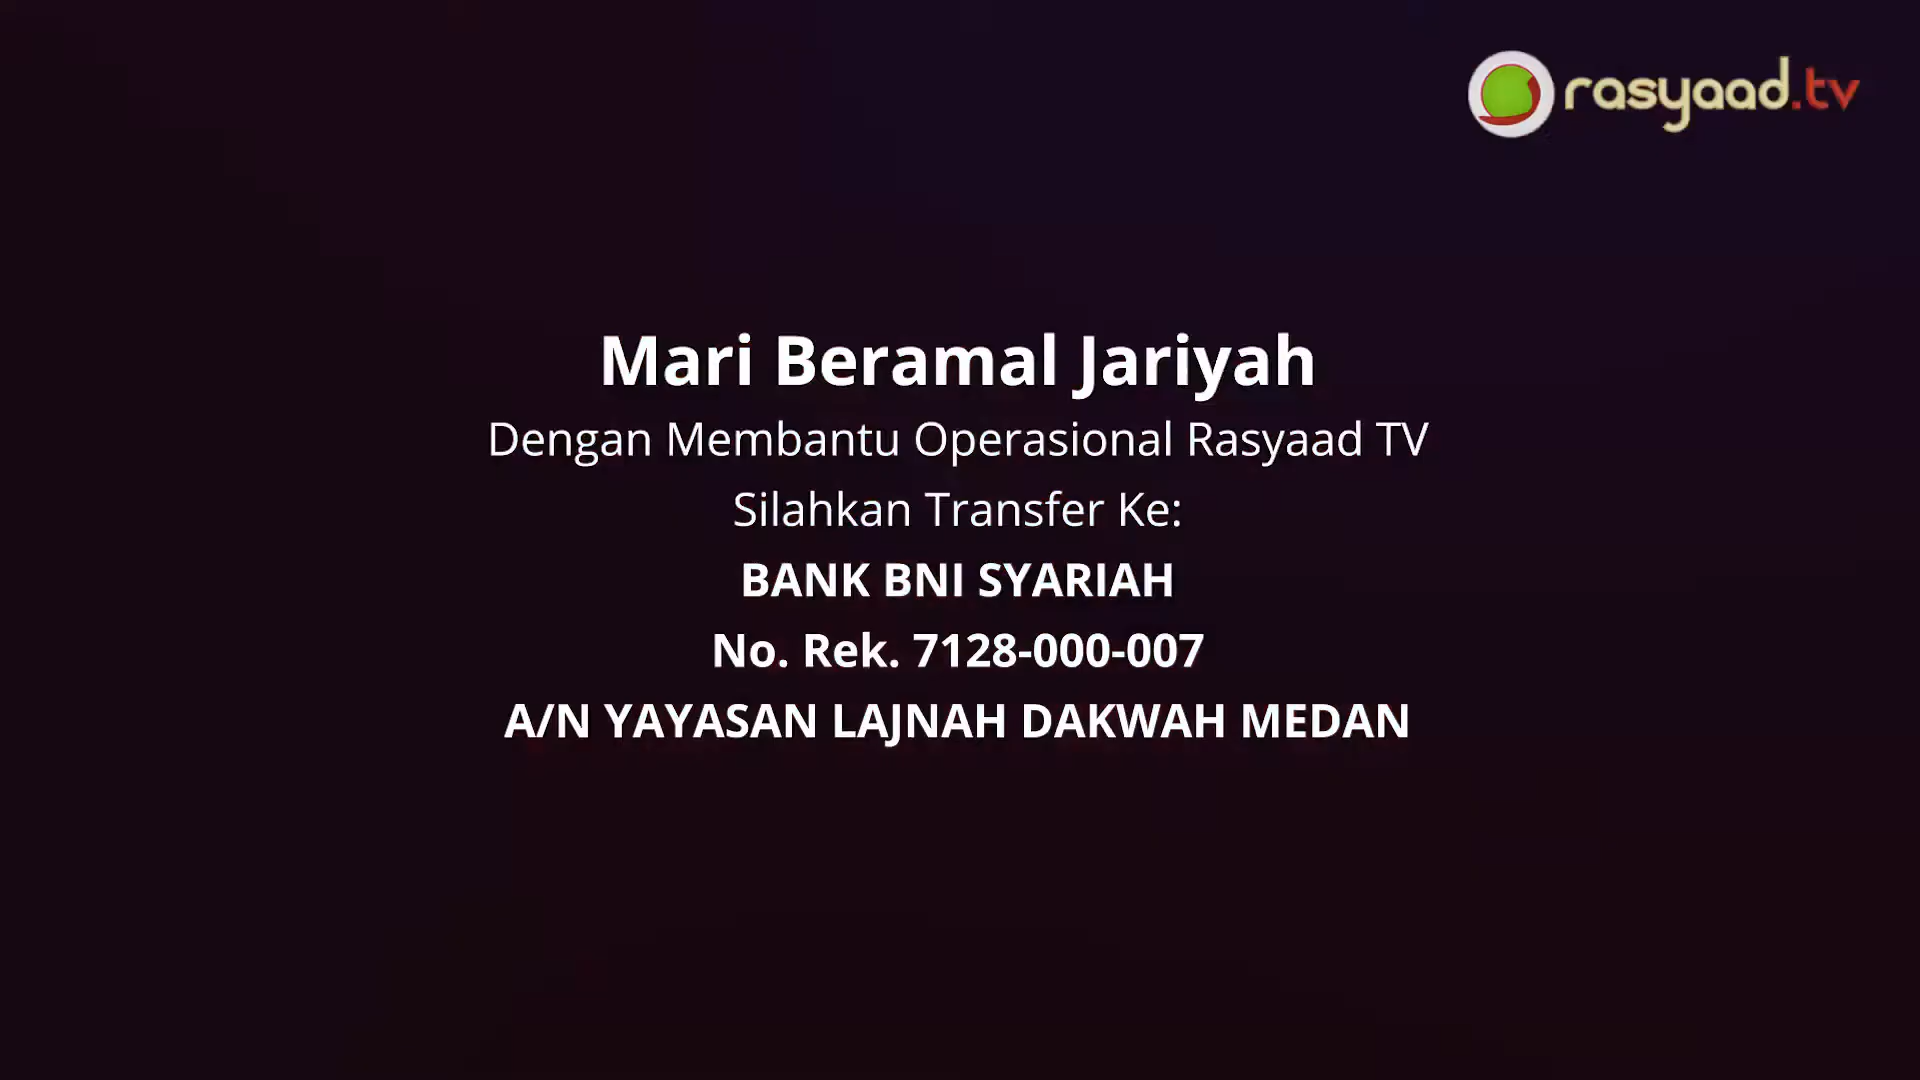 rasyaad.tv
Mari Beramal Jariyah
Dengan Membantu Operasional Rasyaad TV
Silahkan Transfer Ke:
BANK BNI SYARIAH
No. Rek. 7128-000-007
A/N YAYASAN LAJNAH DAKWAH MEDAN